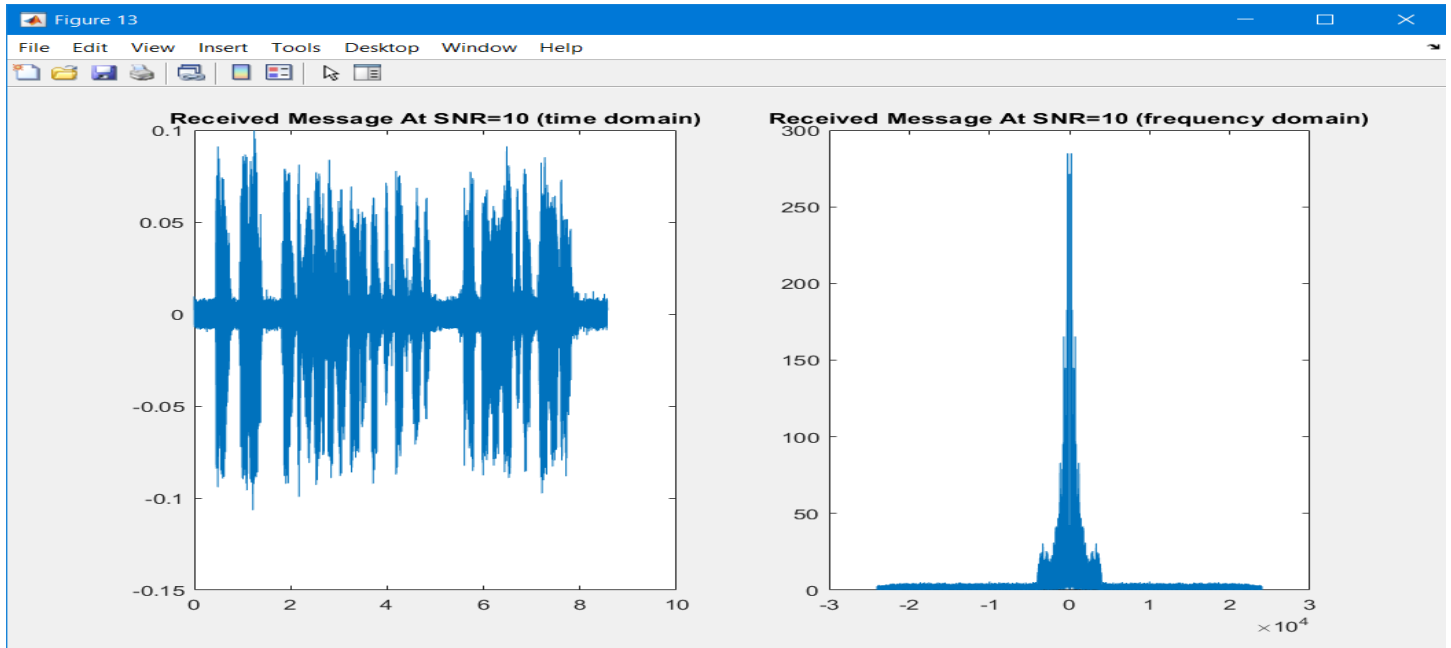 Figure 13
File Edit View Insert Tools Desktop Window Help
Received Message At SNR=10 (time domain)
0.1
0.05
0
-0.05
-0.1
-0.15
0 2 4 6 8 10
Received Message At SNR=10 (frequency domain)
300
250
200
150
100
50
0
-3 -2 -1 0 1 2 3
×10⁴